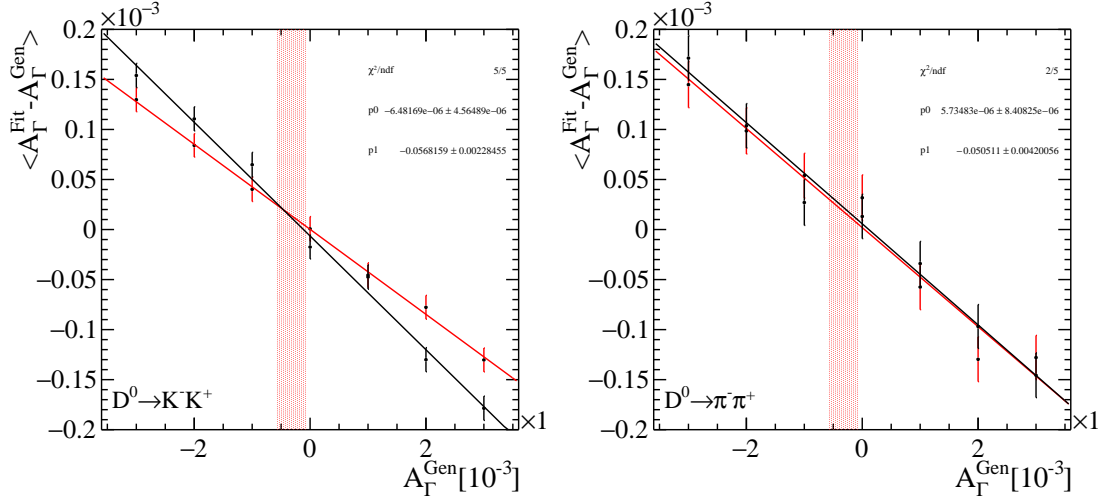 ×10⁻³
<A_Γ^Fit-A_Γ^Gen>
0.2
0.15
0.1
0.05
0
−0.05
−0.1
−0.15
−0.2
χ²/ndf 5/5
p0 −6.48169e−06 ± 4.56489e−06
p1 −0.0568159 ± 0.00228455
D⁰→K⁻K⁺
−2 0 2
×1
A_Γ^Gen[10⁻³]
×10⁻³
<A_Γ^Fit-A_Γ^Gen>
0.2
0.15
0.1
0.05
0
−0.05
−0.1
−0.15
−0.2
χ²/ndf 2/5
p0 5.73483e−06 ± 8.40825e−06
p1 −0.050511 ± 0.00420056
D⁰→π⁻π⁺
−2 0 2
×1
A_Γ^Gen[10⁻³]